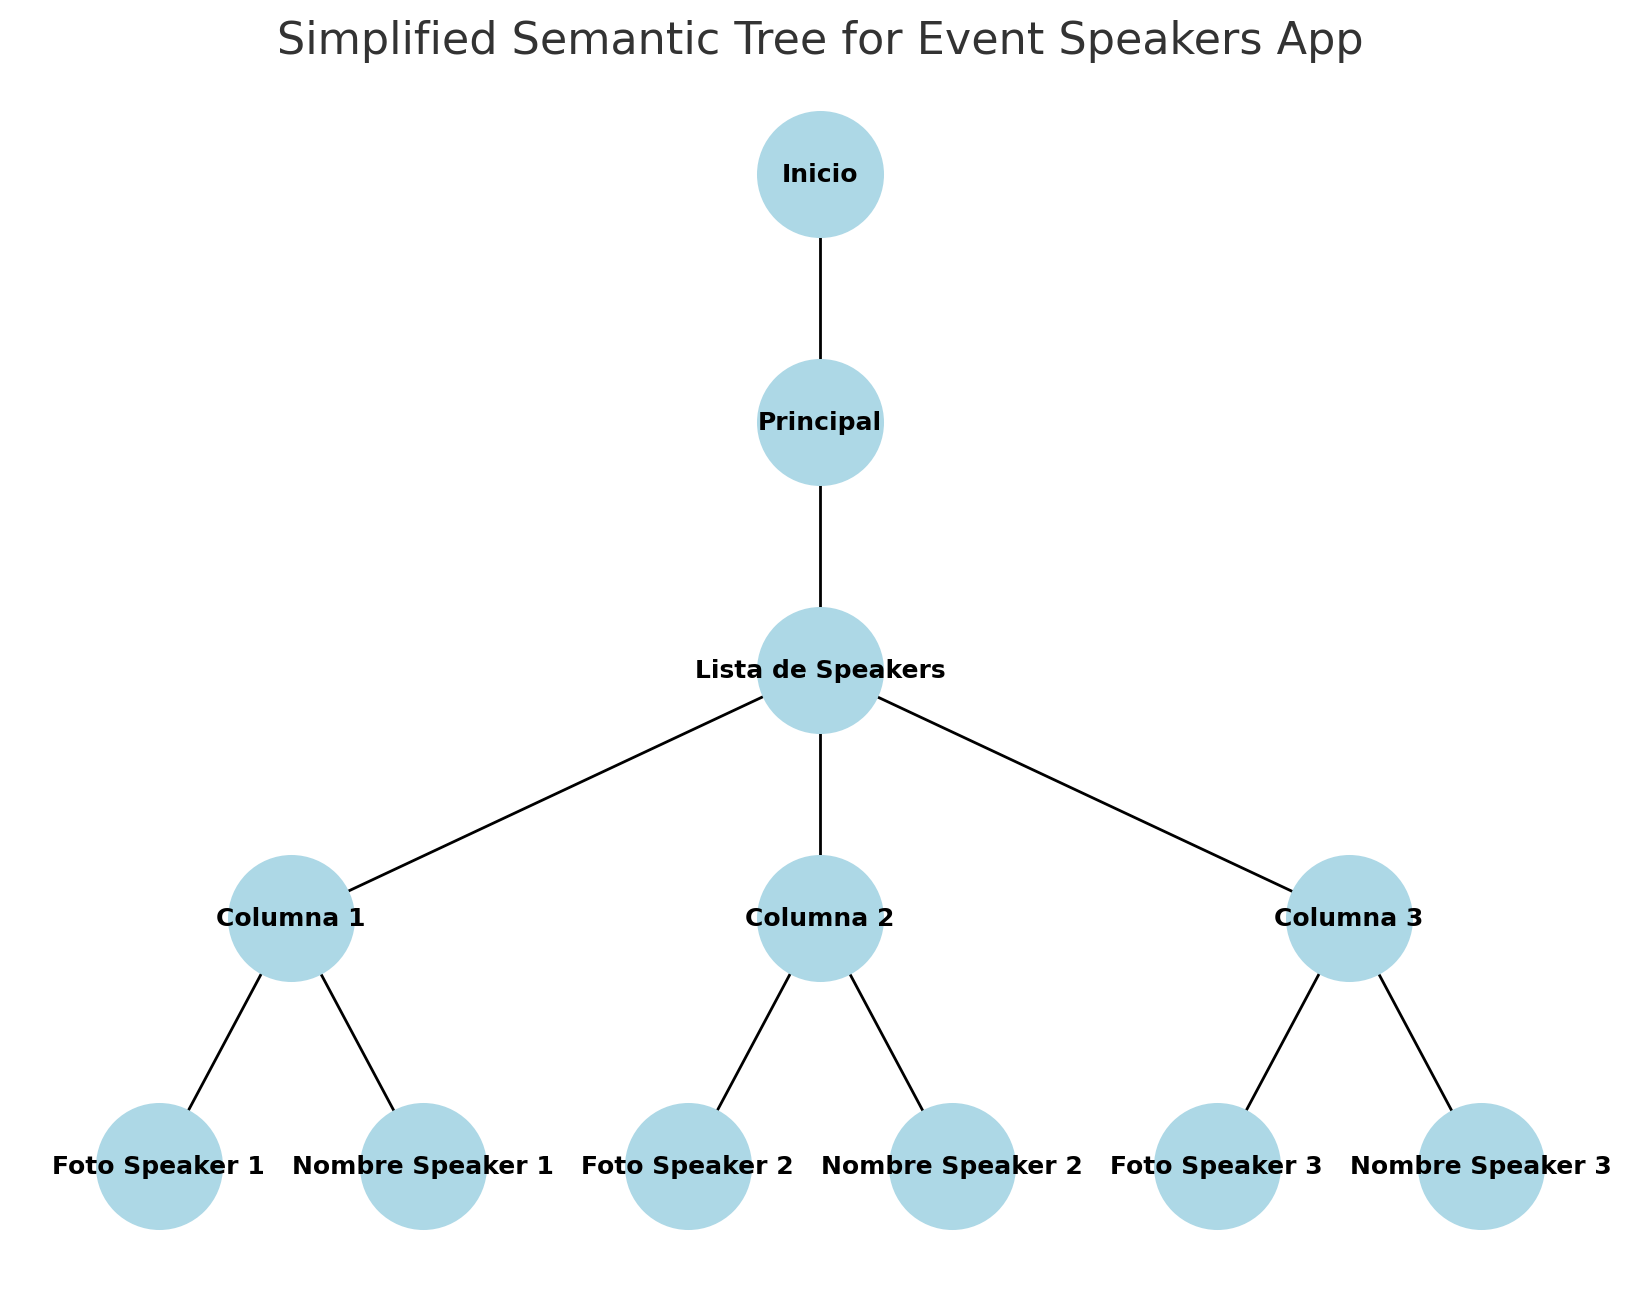 Simplified Semantic Tree for Event Speakers App
Inicio
Principal
Lista de Speakers
Columna 1
Columna 2
Columna 3
Foto Speaker 1
Nombre Speaker 1
Foto Speaker 2
Nombre Speaker 2
Foto Speaker 3
Nombre Speaker 3